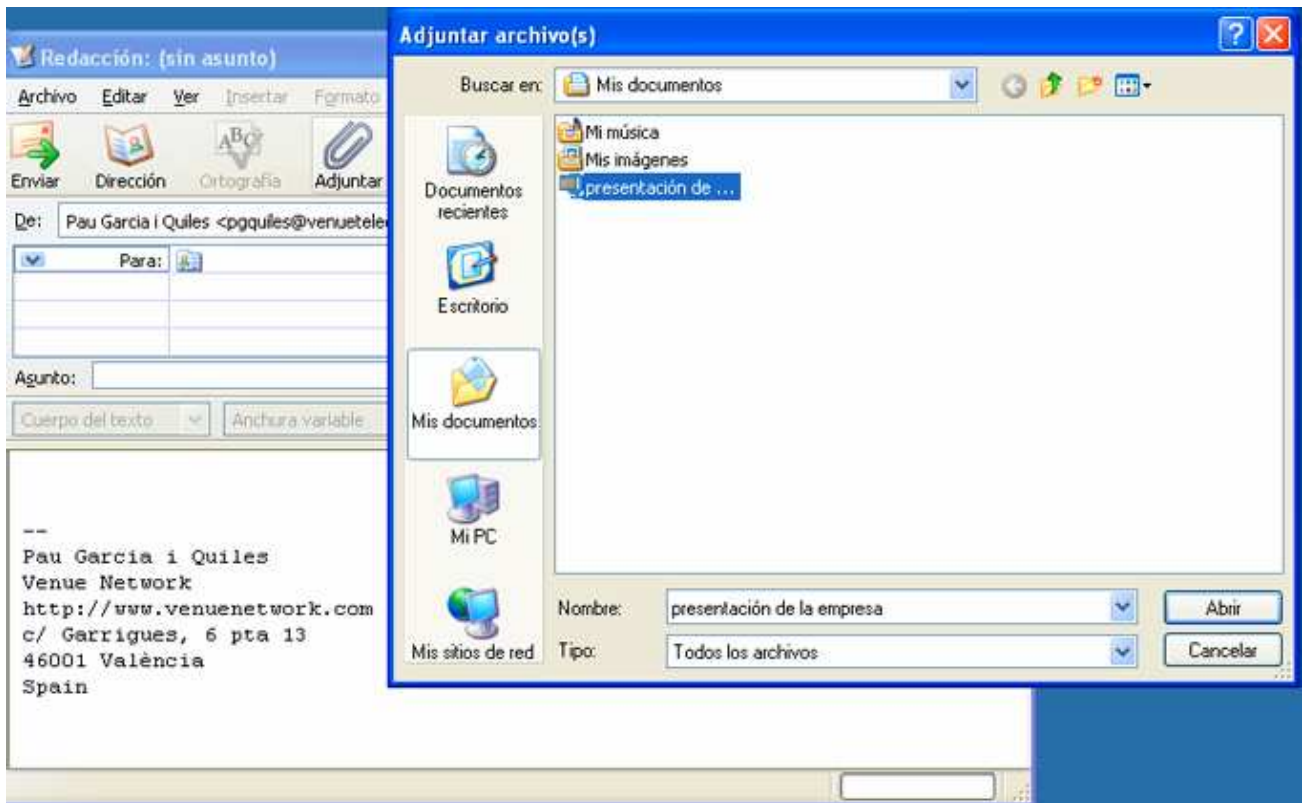 Redacción: (sin asunto)
Archivo Editar Ver Insertar Formato
Enviar Dirección Ortografía Adjuntar
De: Pau Garcia i Quiles <pgquiles@venuetele
Para:
Asunto:
Cuerpo del texto Anchura variable
--
Pau Garcia i Quiles
Venue Network
http://www.venuenetwork.com
c/ Garrigues, 6 pta 13
46001 València
Spain
Adjuntar archivo(s)
Buscar en: Mis documentos
Documentos recientes
Escritorio
Mis documentos
Mi PC
Mis sitios de red
Mi música
Mis imágenes
presentación de ...
Nombre: presentación de la empresa Abrir
Tipo: Todos los archivos Cancelar